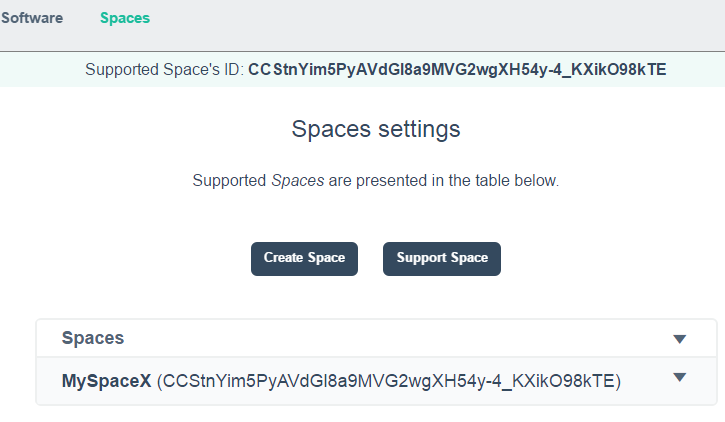 Software Spaces
Supported Space's ID: CCStnYim5PyAVdGl8a9MVG2wgXH54y-4_KXikO98kTE
Spaces settings
Supported Spaces are presented in the table below.
Create Space Support Space
Spaces
MySpaceX (CCStnYim5PyAVdGl8a9MVG2wgXH54y-4_KXikO98kTE)